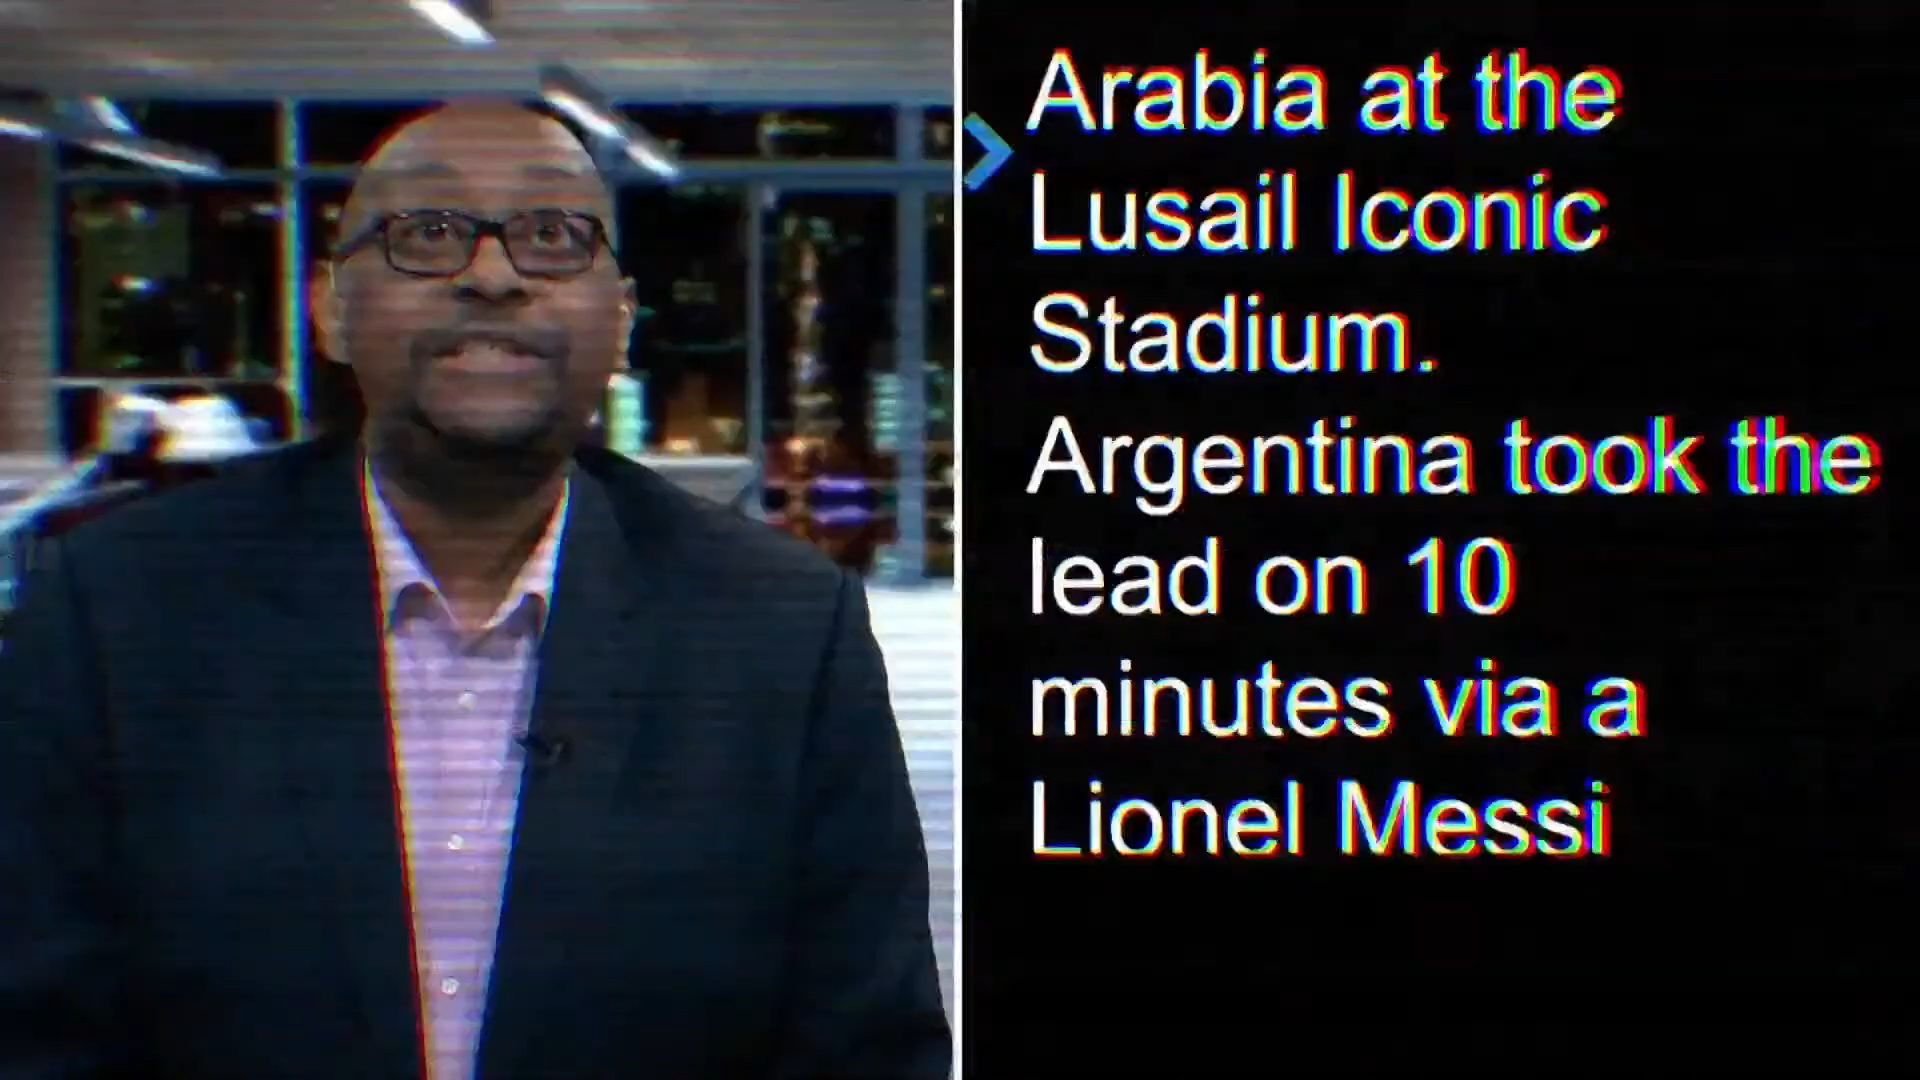 Arabia at the
Lusail Iconic
Stadium.
Argentina took the
lead on 10
minutes via a
Lionel Messi